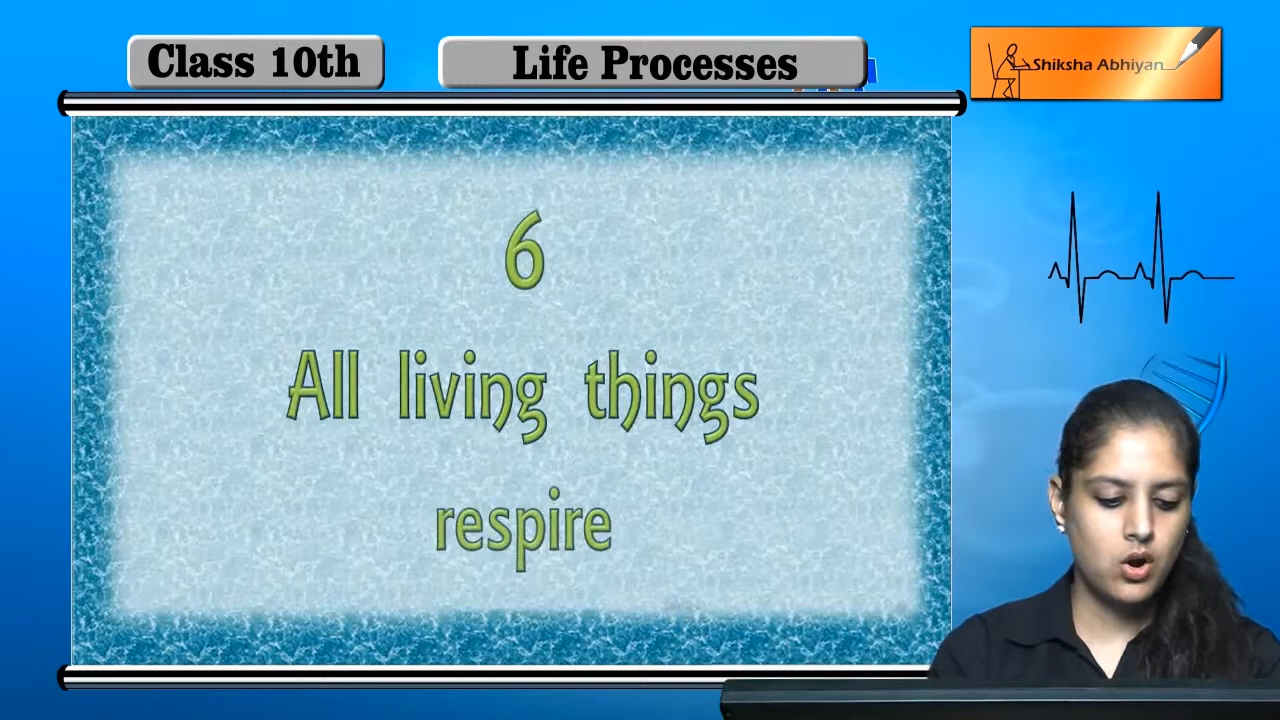 Class 10th
Life Processes
Shiksha Abhiyan
6
All living things
respire